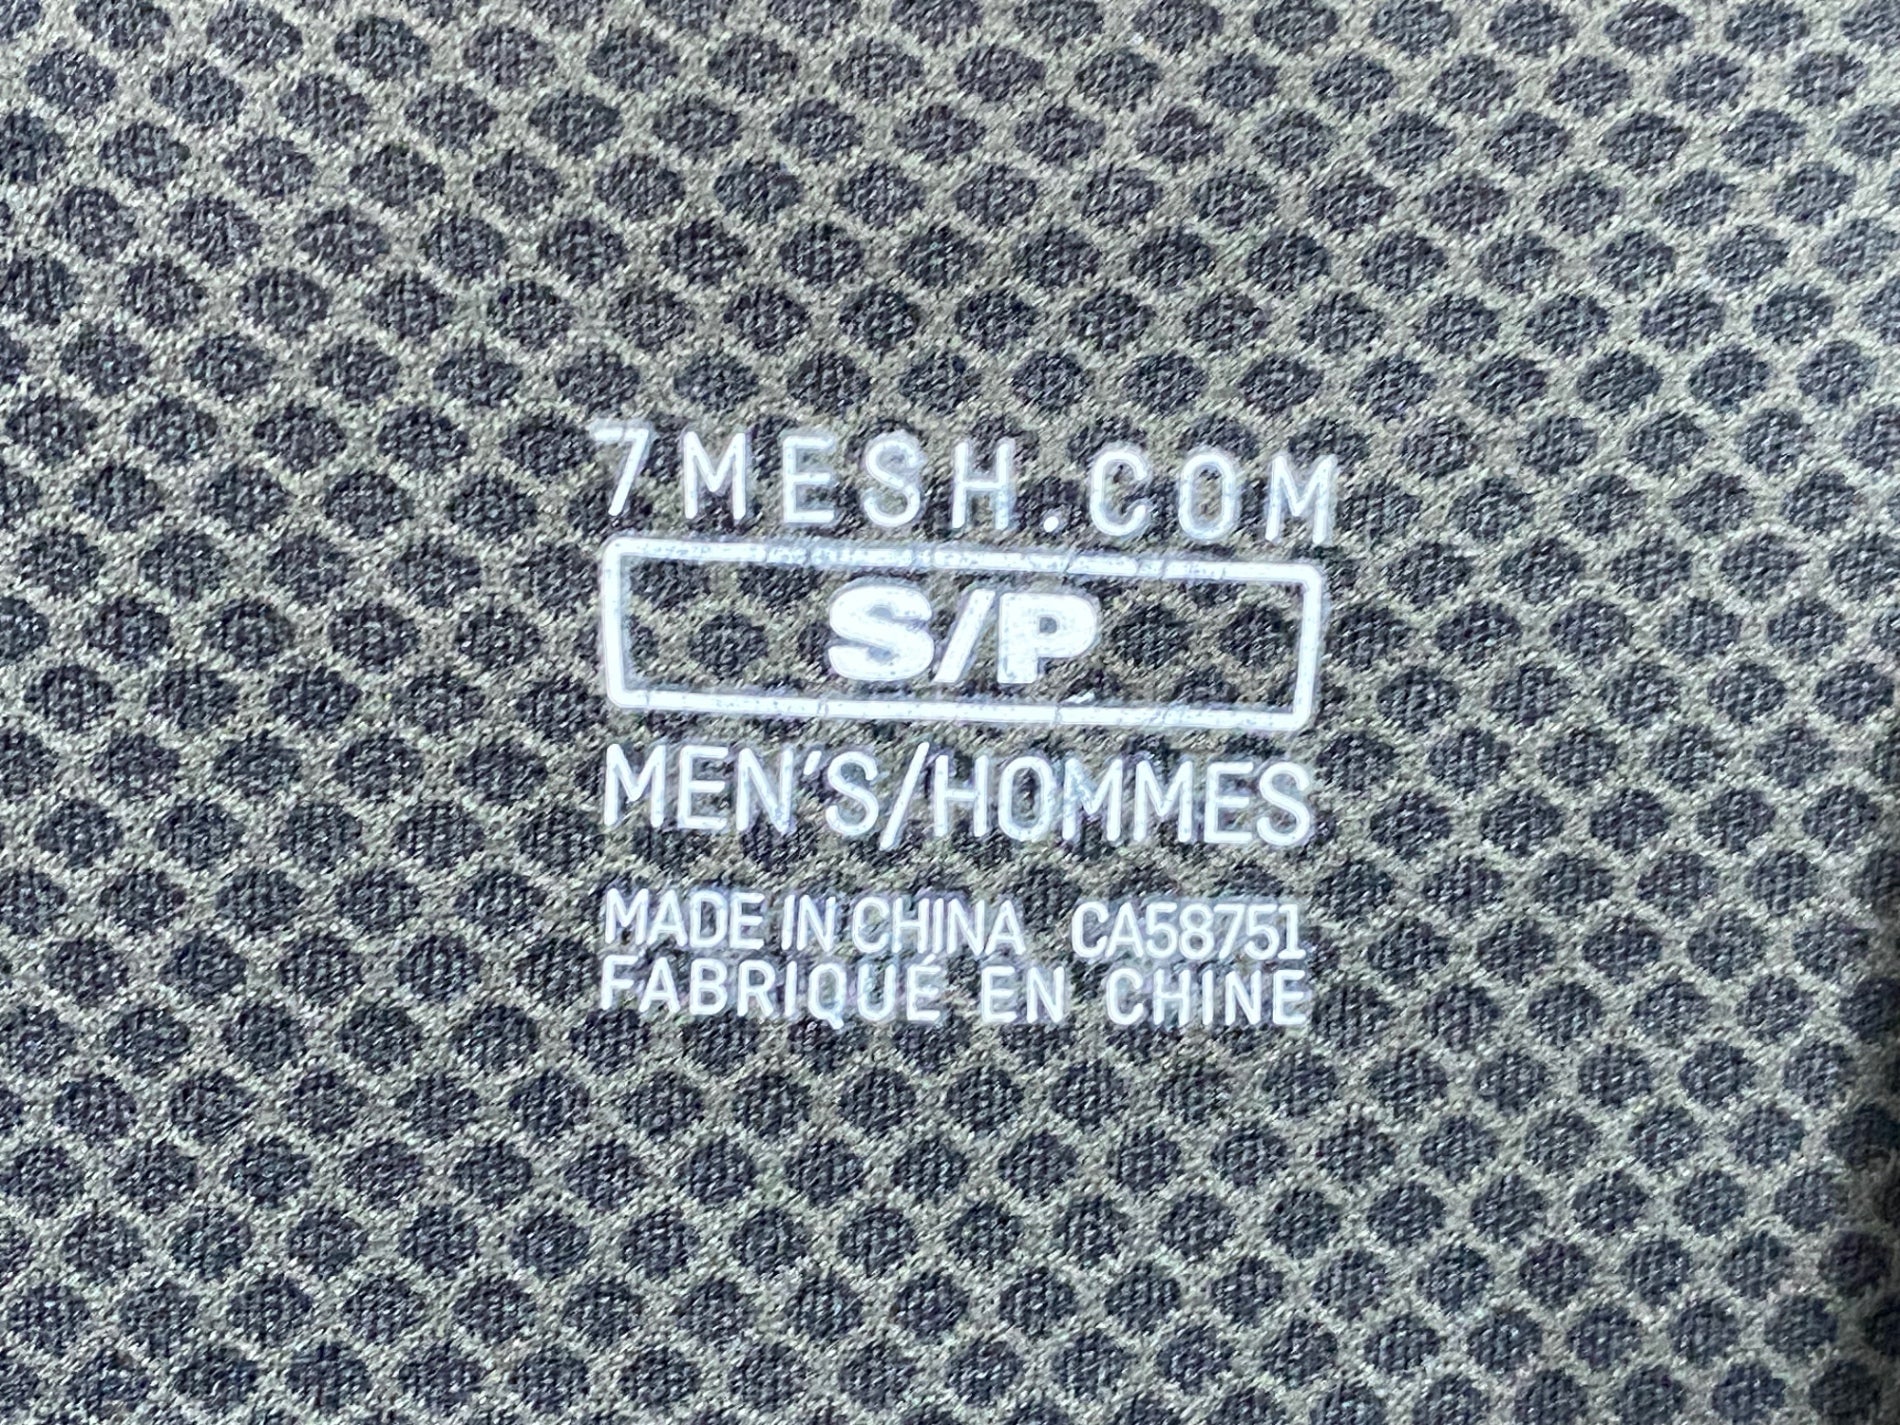 7MESH.COM
S/P
MEN'S/HOMMES
MADE IN CHINA CA58751
FABRIQUÉ EN CHINE